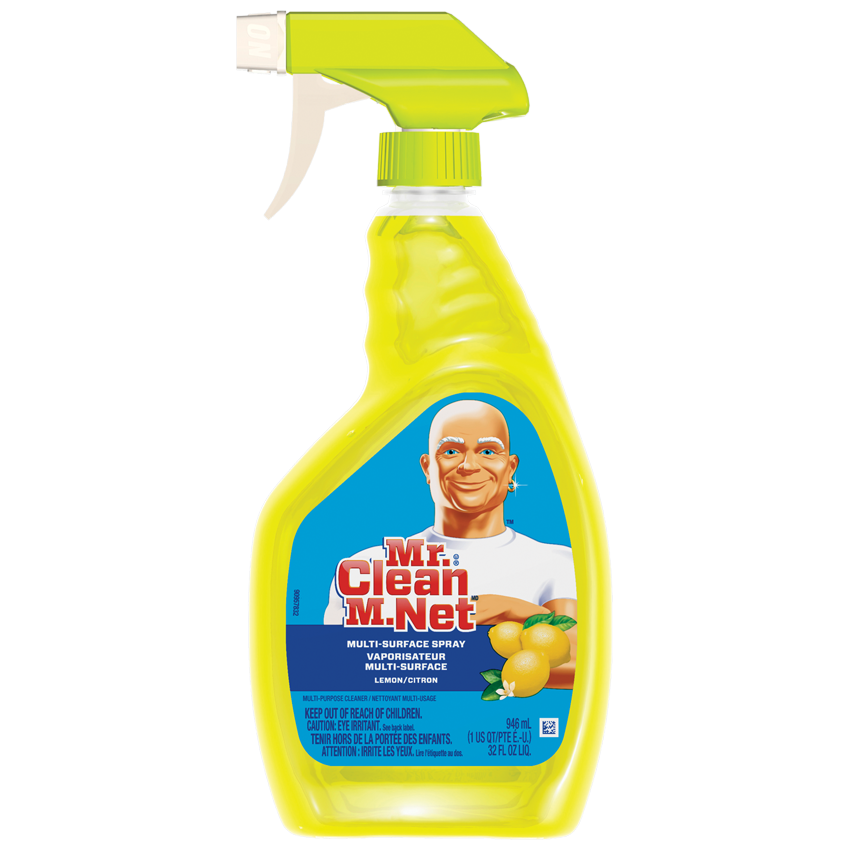 NO
Mr.
Clean
M.Net
MD
TM
MULTI-SURFACE SPRAY
VAPORISATEUR
MULTI-SURFACE
LEMON/CITRON
MULTI-PURPOSE CLEANER / NETTOYANT MULTI-USAGE
KEEP OUT OF REACH OF CHILDREN.
CAUTION: EYE IRRITANT. See back label.
TENIR HORS DE LA PORTÉE DES ENFANTS.
ATTENTION : IRRITE LES YEUX. Lire l'étiquette au dos.
946 mL
(1 US QT/PTE É.-U.)
32 FL OZ LIQ.